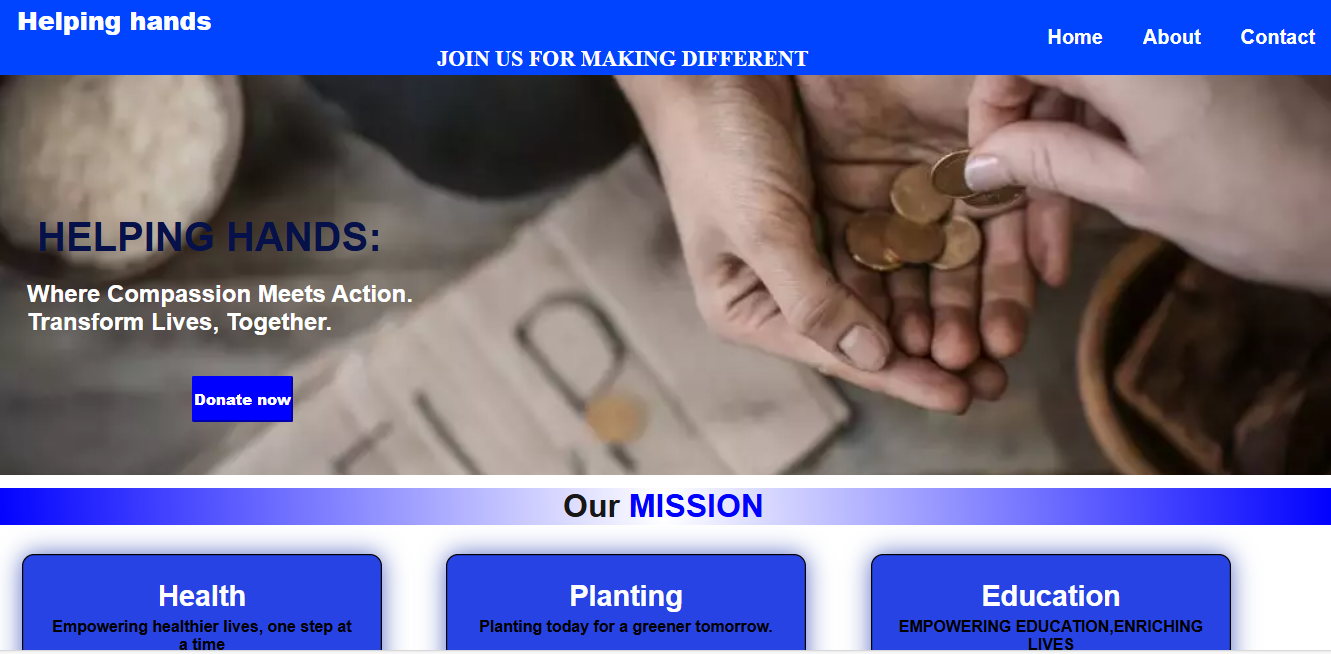 Helping hands
Home About Contact
JOIN US FOR MAKING DIFFERENT
HELPING HANDS:
Where Compassion Meets Action.
Transform Lives, Together.
Donate now
Our MISSION
Health
Empowering healthier lives, one step at
a time
Planting
Planting today for a greener tomorrow.
Education
EMPOWERING EDUCATION,ENRICHING
LIVES